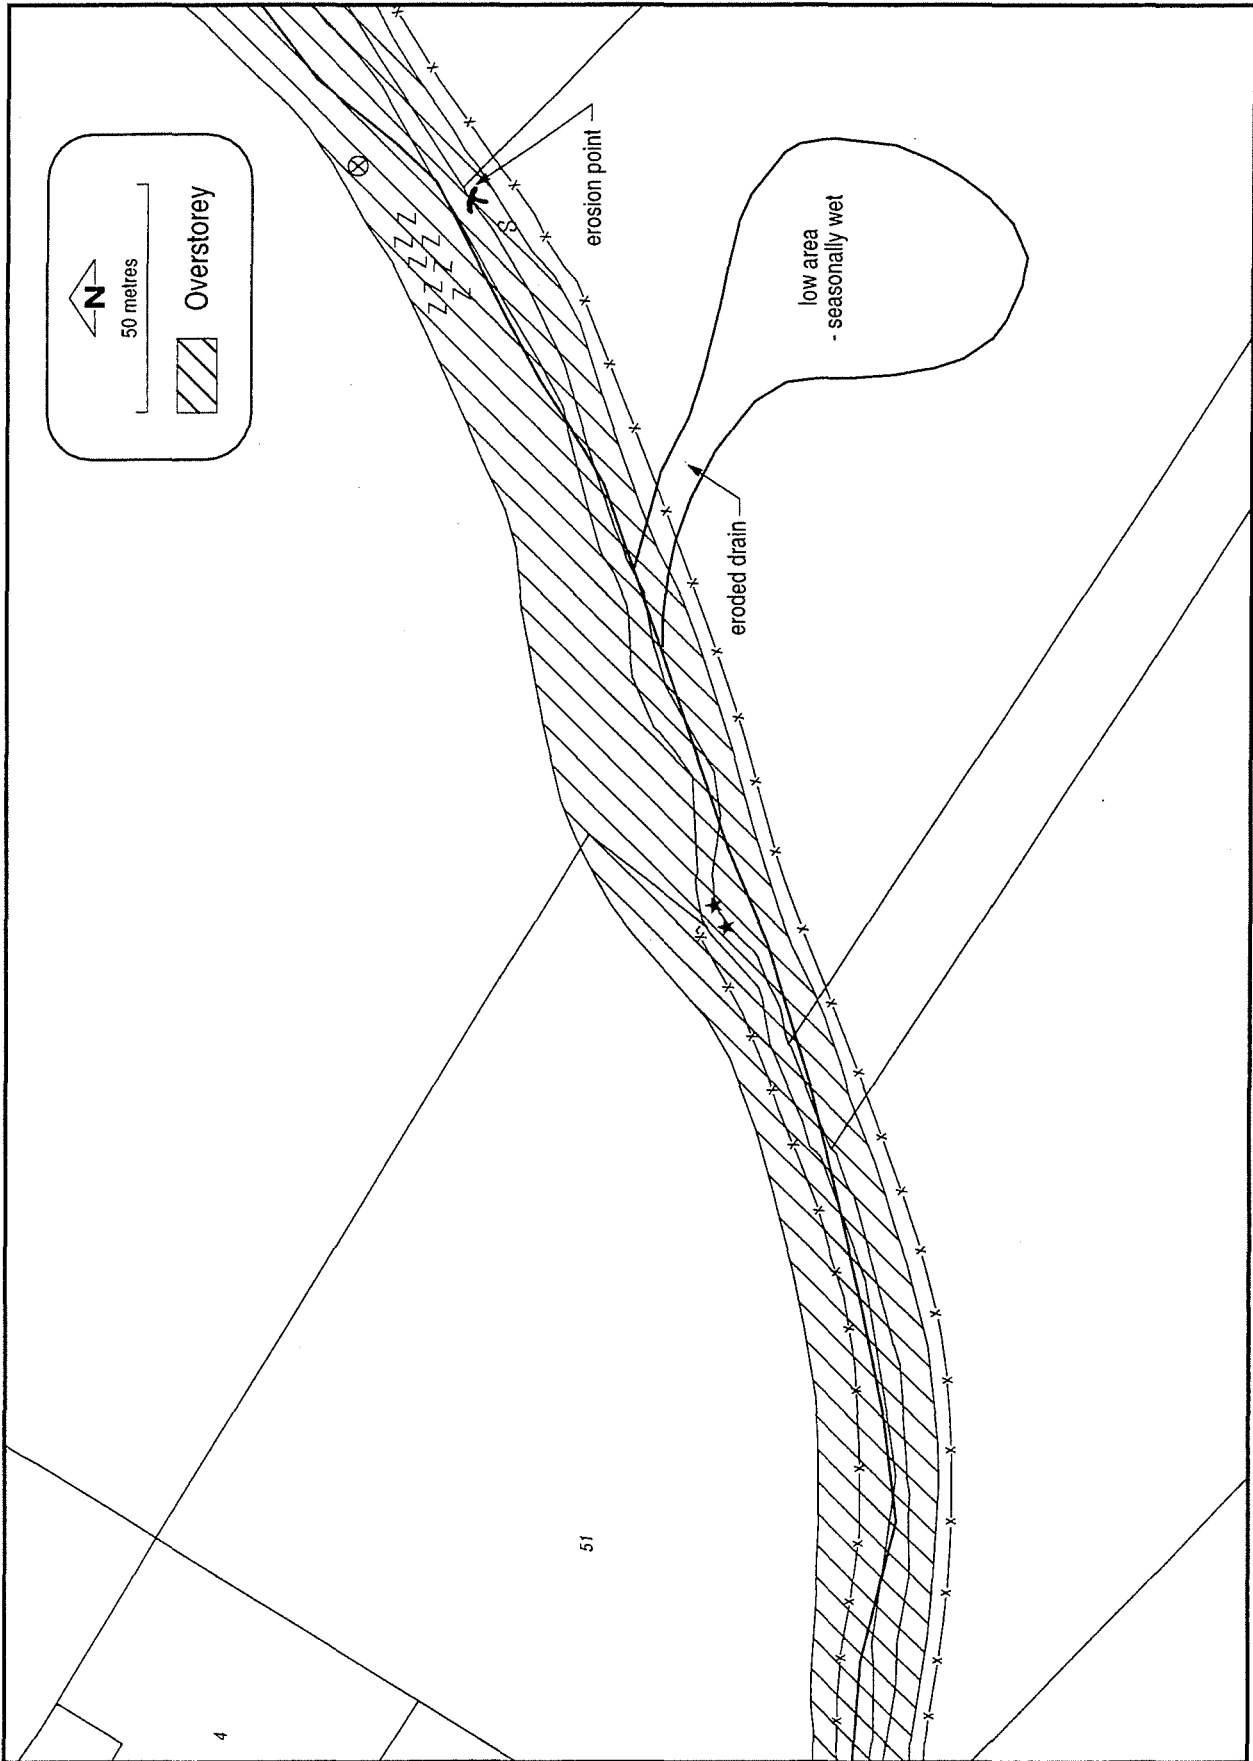 N
50 metres
Overstorey
erosion point
S
Z Z Z Z
Z Z Z
low area
- seasonally wet
eroded drain
51
4